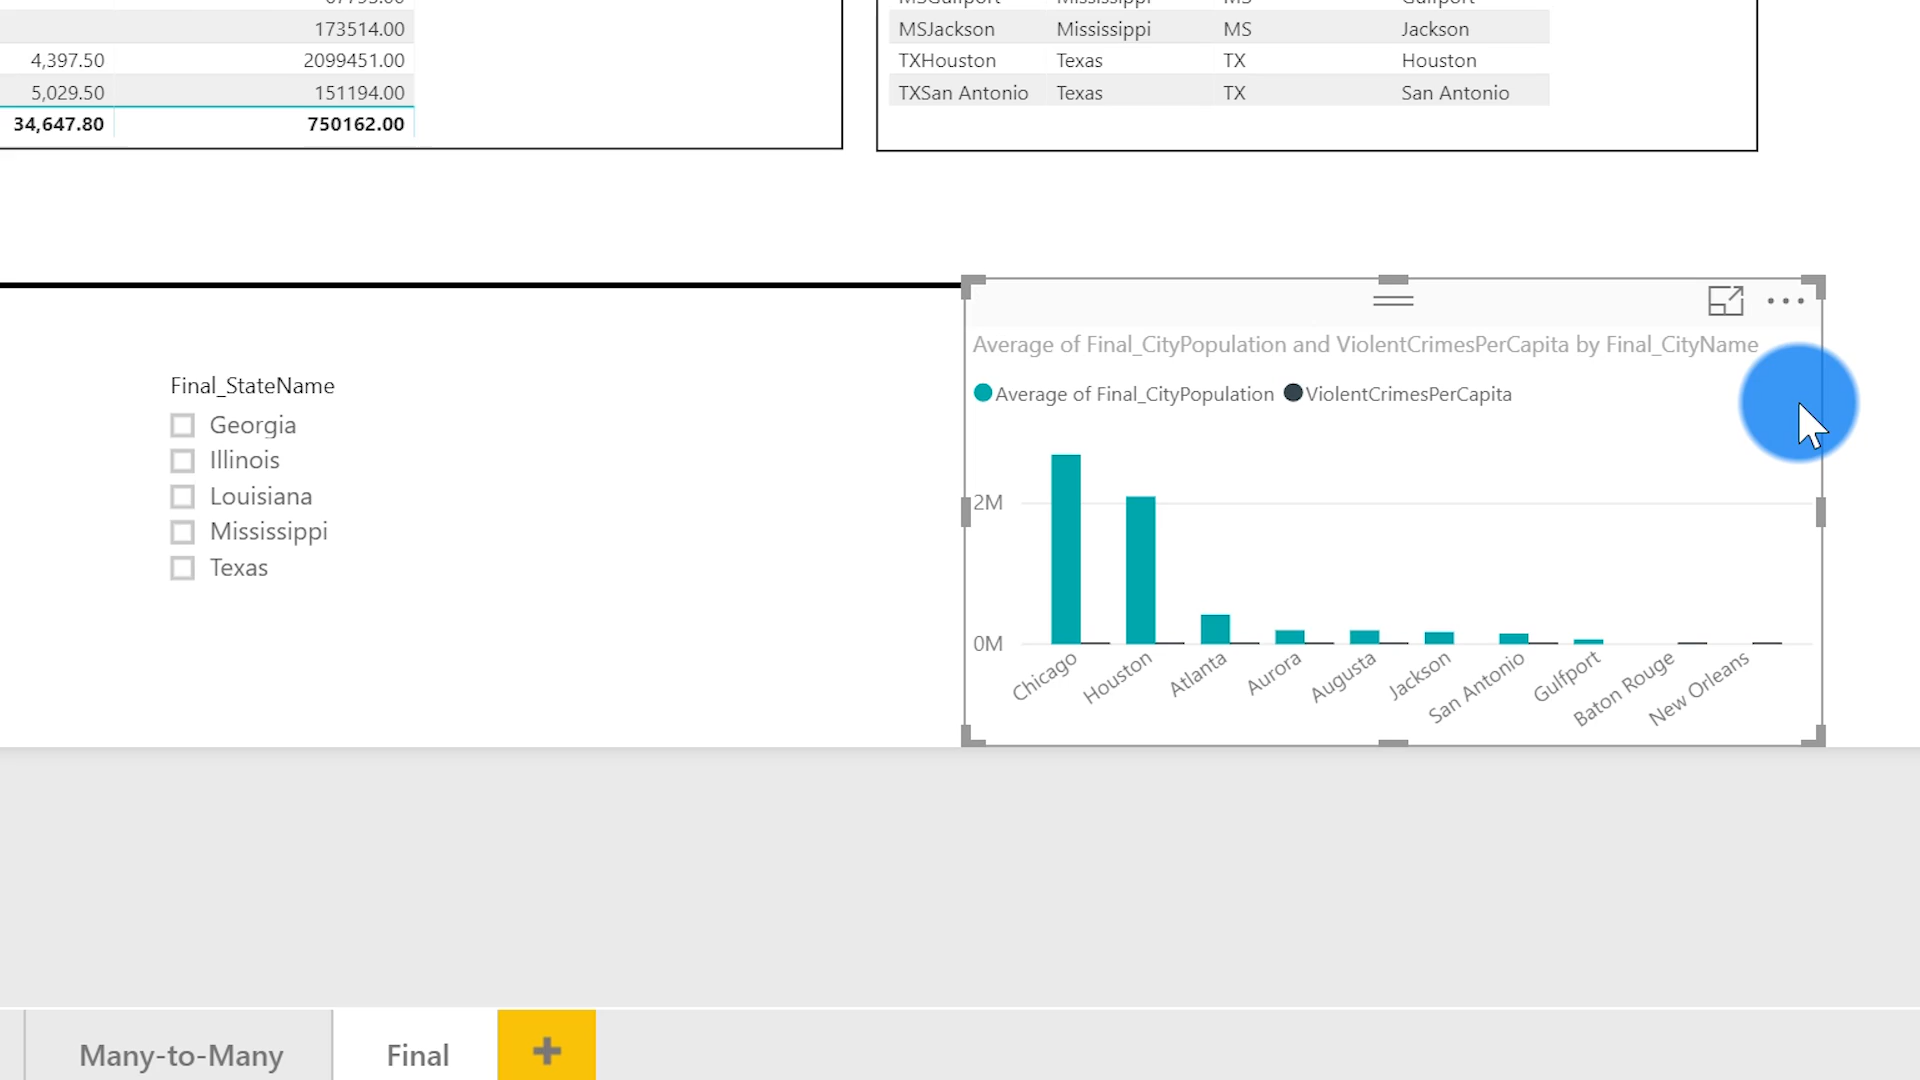 173514.00
4,397.50 2099451.00
5,029.50 151194.00
34,647.80 750162.00
MSJackson Mississippi MS Jackson
TXHouston Texas TX Houston
TXSan Antonio Texas TX San Antonio
Final_StateName
Georgia
Illinois
Louisiana
Mississippi
Texas
Average of Final_CityPopulation and ViolentCrimesPerCapita by Final_CityName
Average of Final_CityPopulation ViolentCrimesPerCapita
2M
0M
Chicago
Houston
Atlanta
Aurora
Augusta
Jackson
San Antonio
Gulfport
Baton Rouge
New Orleans
Many-to-Many Final